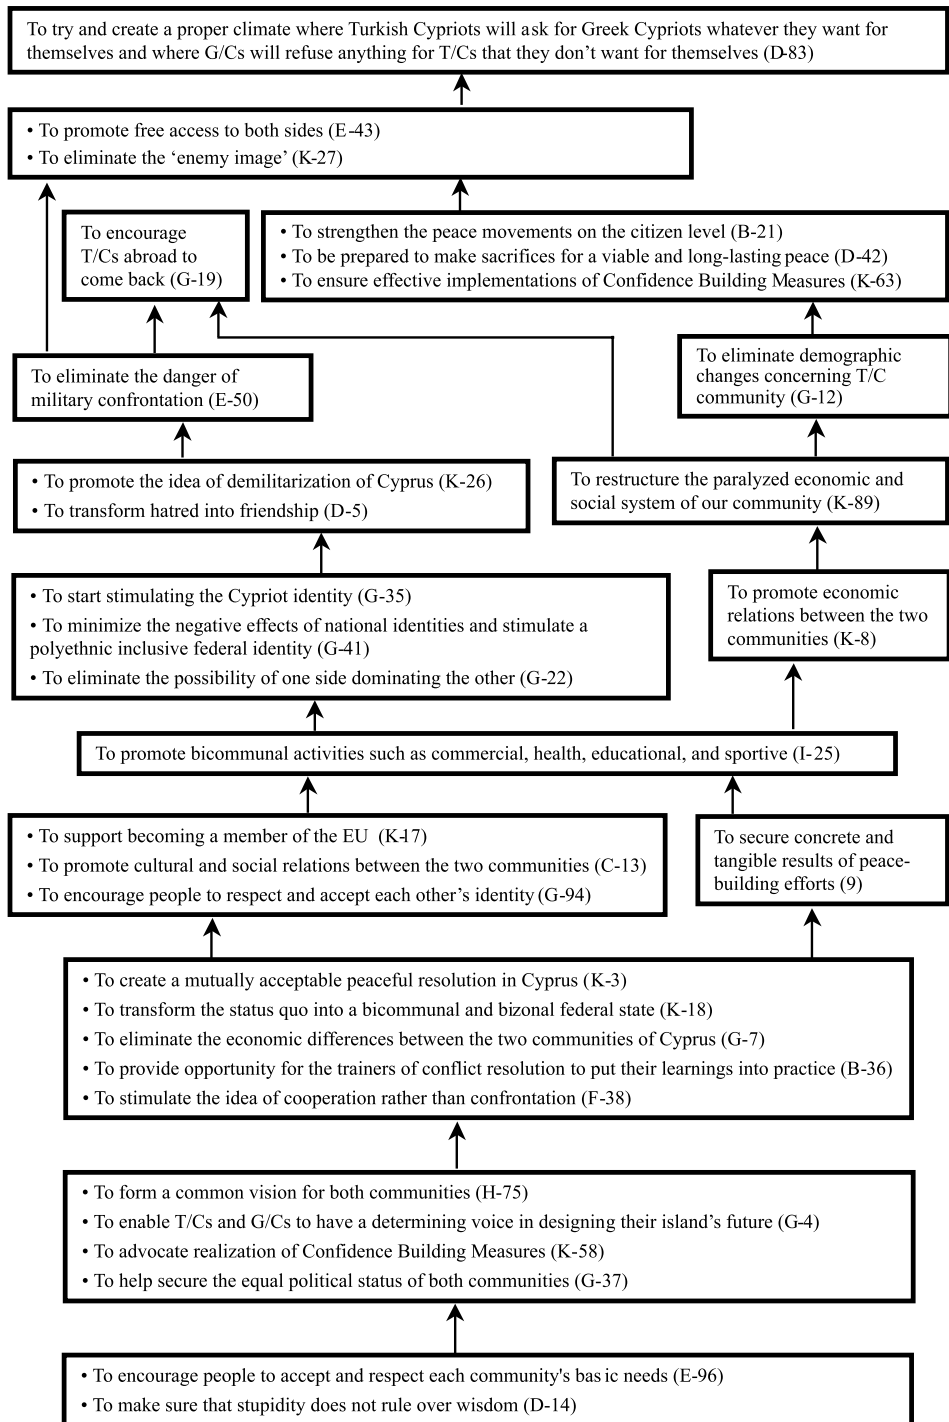 To try and create a proper climate where Turkish Cypriots will ask for Greek Cypriots whatever they want for
themselves and where G/Cs will refuse anything for T/Cs that they don't want for themselves (D-83)
• To promote free access to both sides (E-43)
• To eliminate the ‘enemy image’ (K-27)
To encourage
T/Cs abroad to
come back (G-19)
• To strengthen the peace movements on the citizen level (B-21)
• To be prepared to make sacrifices for a viable and long-lasting peace (D-42)
• To ensure effective implementations of Confidence Building Measures (K-63)
To eliminate the danger of
military confrontation (E-50)
To eliminate demographic
changes concerning T/C
community (G-12)
• To promote the idea of demilitarization of Cyprus (K-26)
• To transform hatred into friendship (D-5)
To restructure the paralyzed economic and
social system of our community (K-89)
• To start stimulating the Cypriot identity (G-35)
• To minimize the negative effects of national identities and stimulate a
polyethnic inclusive federal identity (G-41)
• To eliminate the possibility of one side dominating the other (G-22)
To promote economic
relations between the two
communities (K-8)
To promote bicommunal activities such as commercial, health, educational, and sportive (I-25)
• To support becoming a member of the EU (K-17)
• To promote cultural and social relations between the two communities (C-13)
• To encourage people to respect and accept each other’s identity (G-94)
To secure concrete and
tangible results of peace-
building efforts (9)
• To create a mutually acceptable peaceful resolution in Cyprus (K-3)
• To transform the status quo into a bicommunal and bizonal federal state (K-18)
• To eliminate the economic differences between the two communities of Cyprus (G-7)
• To provide opportunity for the trainers of conflict resolution to put their learnings into practice (B-36)
• To stimulate the idea of cooperation rather than confrontation (F-38)
• To form a common vision for both communities (H-75)
• To enable T/Cs and G/Cs to have a determining voice in designing their island’s future (G-4)
• To advocate realization of Confidence Building Measures (K-58)
• To help secure the equal political status of both communities (G-37)
• To encourage people to accept and respect each community's basic needs (E-96)
• To make sure that stupidity does not rule over wisdom (D-14)